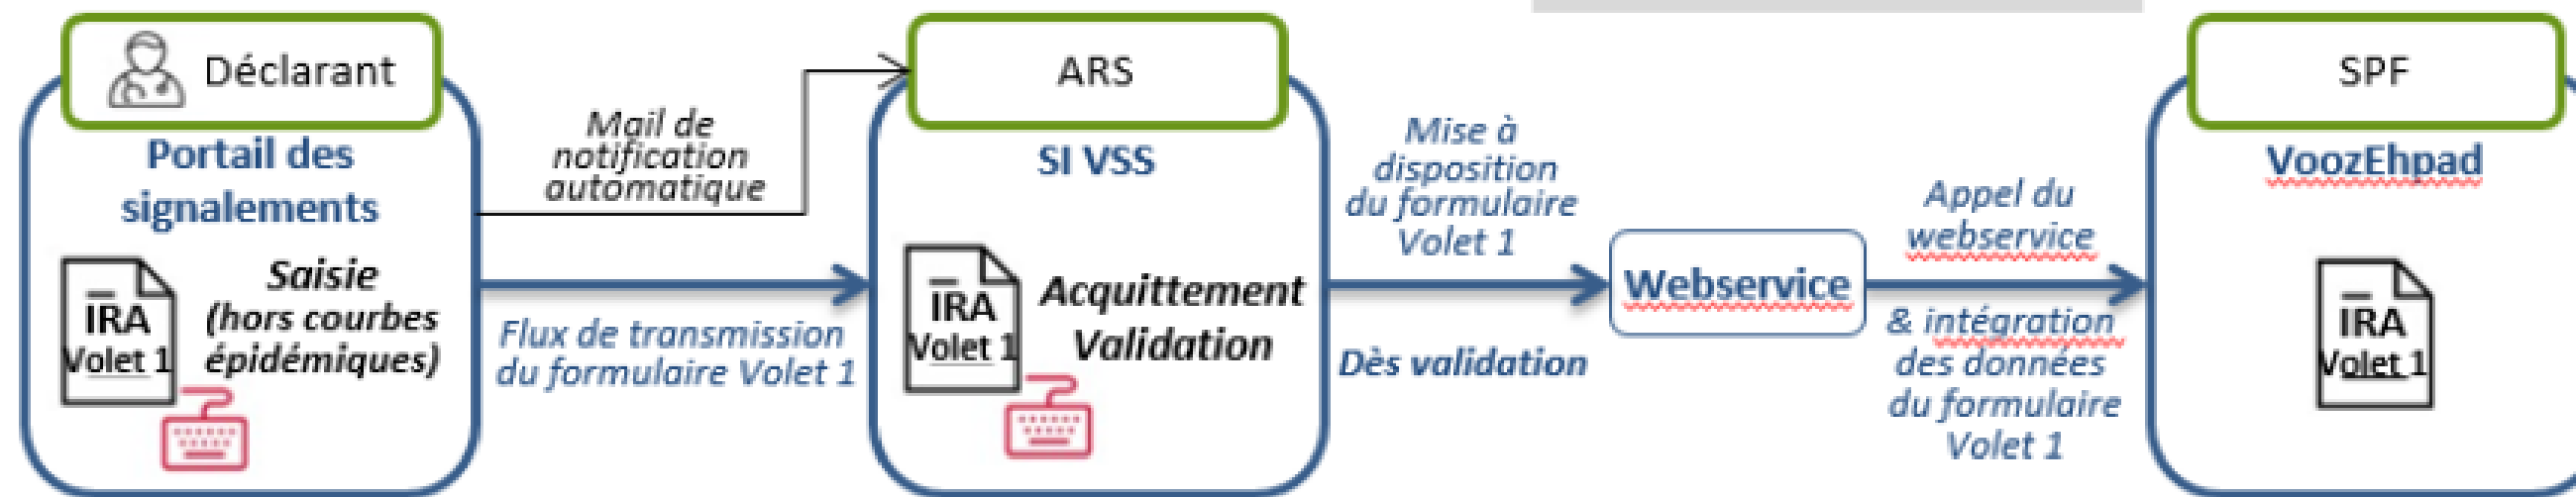 Déclarant
Portail des
signalements
IRA
Volet 1
Saisie
(hors courbes
épidémiques)
Mail de
notification
automatique
Flux de transmission
du formulaire Volet 1
ARS
SI VSS
IRA
Volet 1
Acquittement
Validation
Mise à
disposition
du formulaire
Volet 1
Dès validation
Webservice
Appel du
webservice
& intégration
des données
du formulaire
Volet 1
SPF
VoozEhpad
IRA
Volet 1